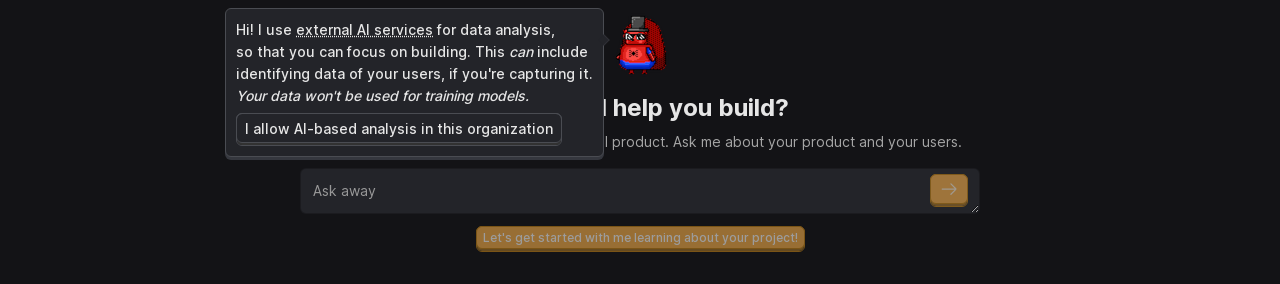 Hi! I use external AI services for data analysis,
so that you can focus on building. This can include
identifying data of your users, if you're capturing it.
Your data won't be used for training models.
I allow AI-based analysis in this organization
help you build?
product. Ask me about your product and your users.
Ask away
Let's get started with me learning about your project!